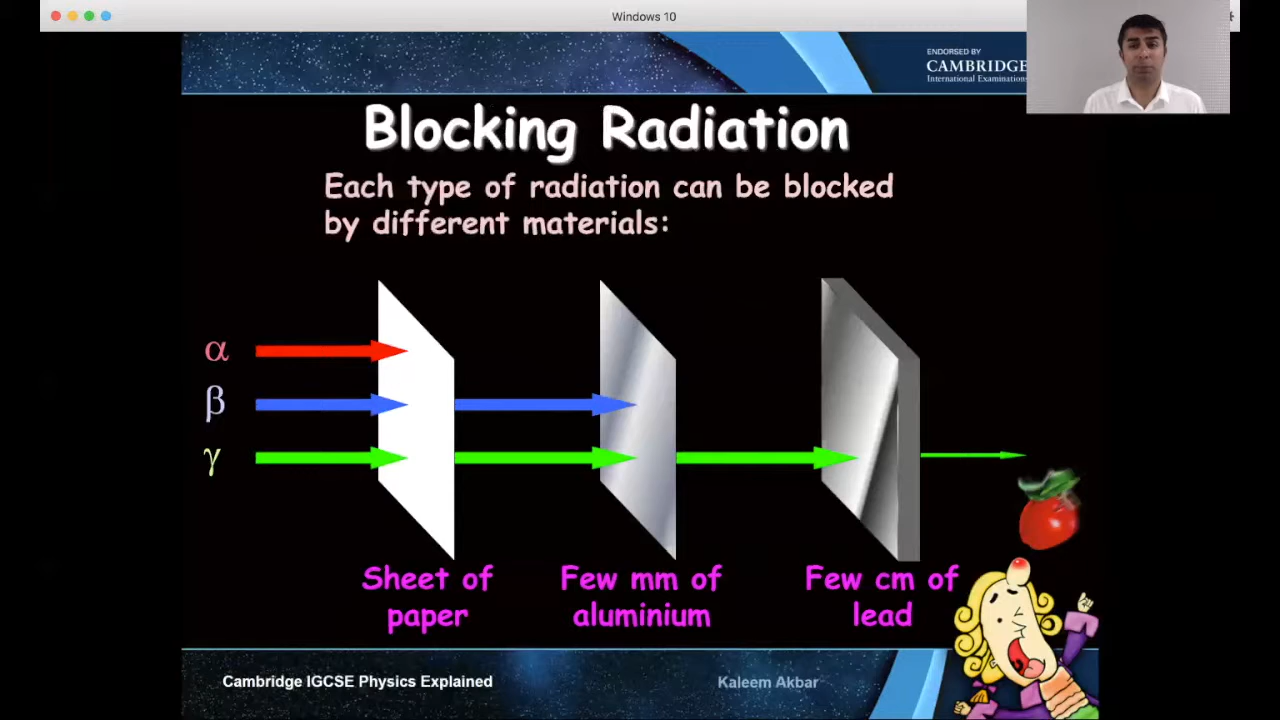 Windows 10
ENDORSED BY
CAMBRIDGE
International Examinations
Blocking Radiation
Each type of radiation can be blocked
by different materials:
α
β
γ
Sheet of
paper
Few mm of
aluminium
Few cm of
lead
Cambridge IGCSE Physics Explained
Kaleem Akbar